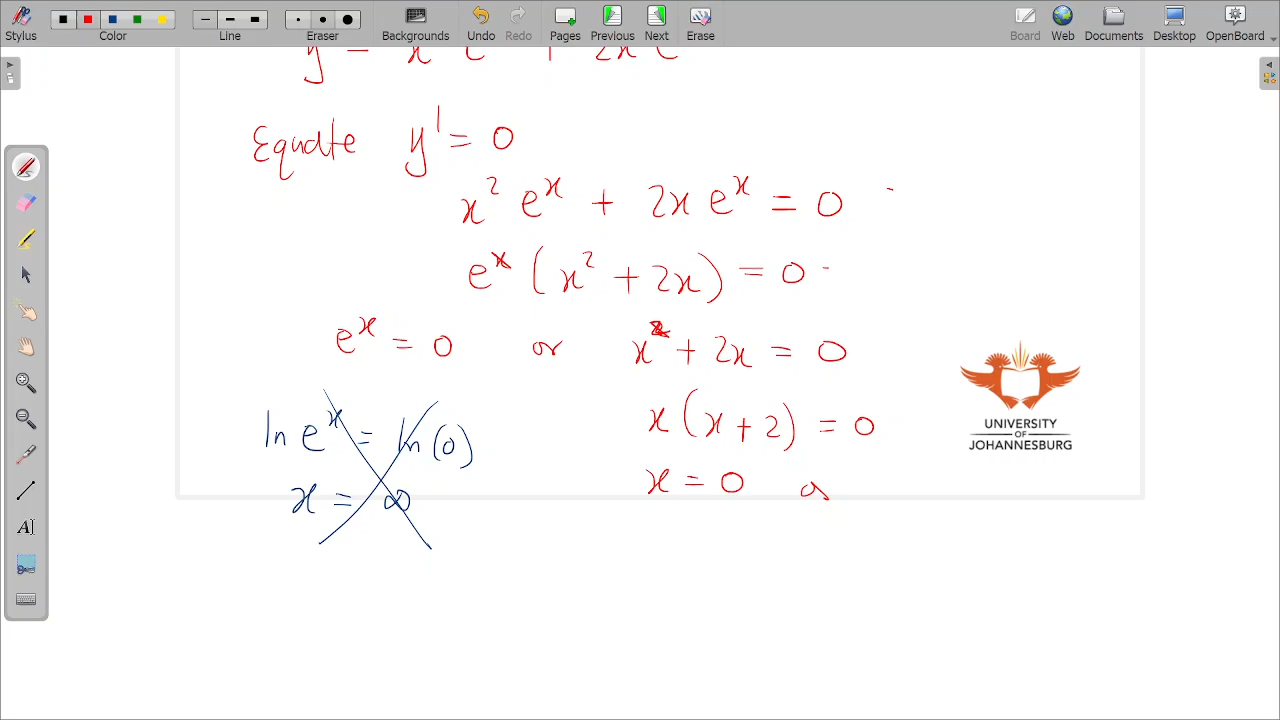 Stylus Color Line Eraser Backgrounds Undo Redo Pages Previous Next Erase Board Web Documents Desktop OpenBoard
Equate y' = 0
x² eˣ + 2x eˣ = 0
eˣ (x² + 2x) = 0
eˣ = 0 or x² + 2x = 0
ln eˣ = ln (0)
x = ∞
x (x + 2) = 0
x = 0
UNIVERSITY
OF
JOHANNESBURG